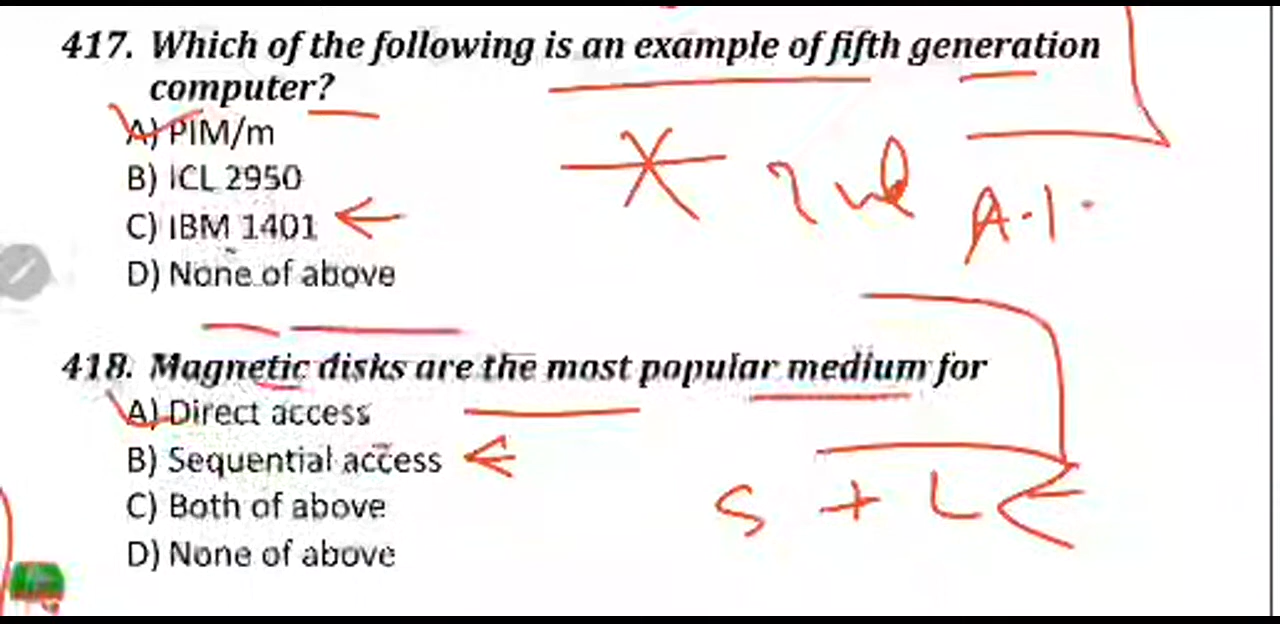 417. Which of the following is an example of fifth generation
computer?
A) PIM/m
B) ICL 2950
C) IBM 1401
D) None of above
2nd
A.I.
418. Magnetic disks are the most popular medium for
A) Direct access
B) Sequential access
C) Both of above
D) None of above
S + L